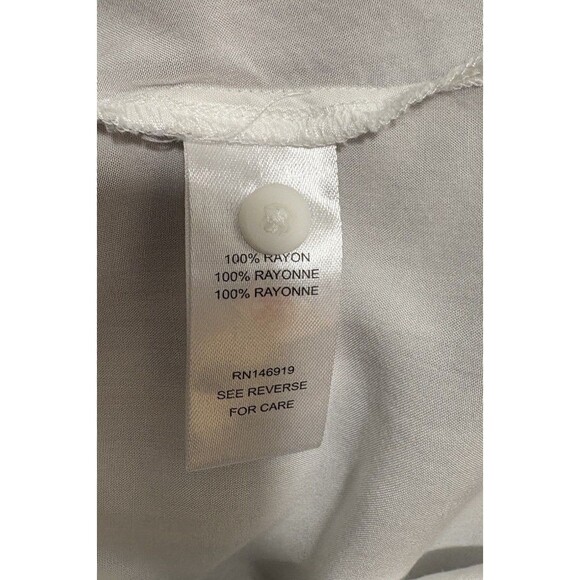 100% RAYON
100% RAYONNE
100% RAYONNE
RN146919
SEE REVERSE
FOR CARE